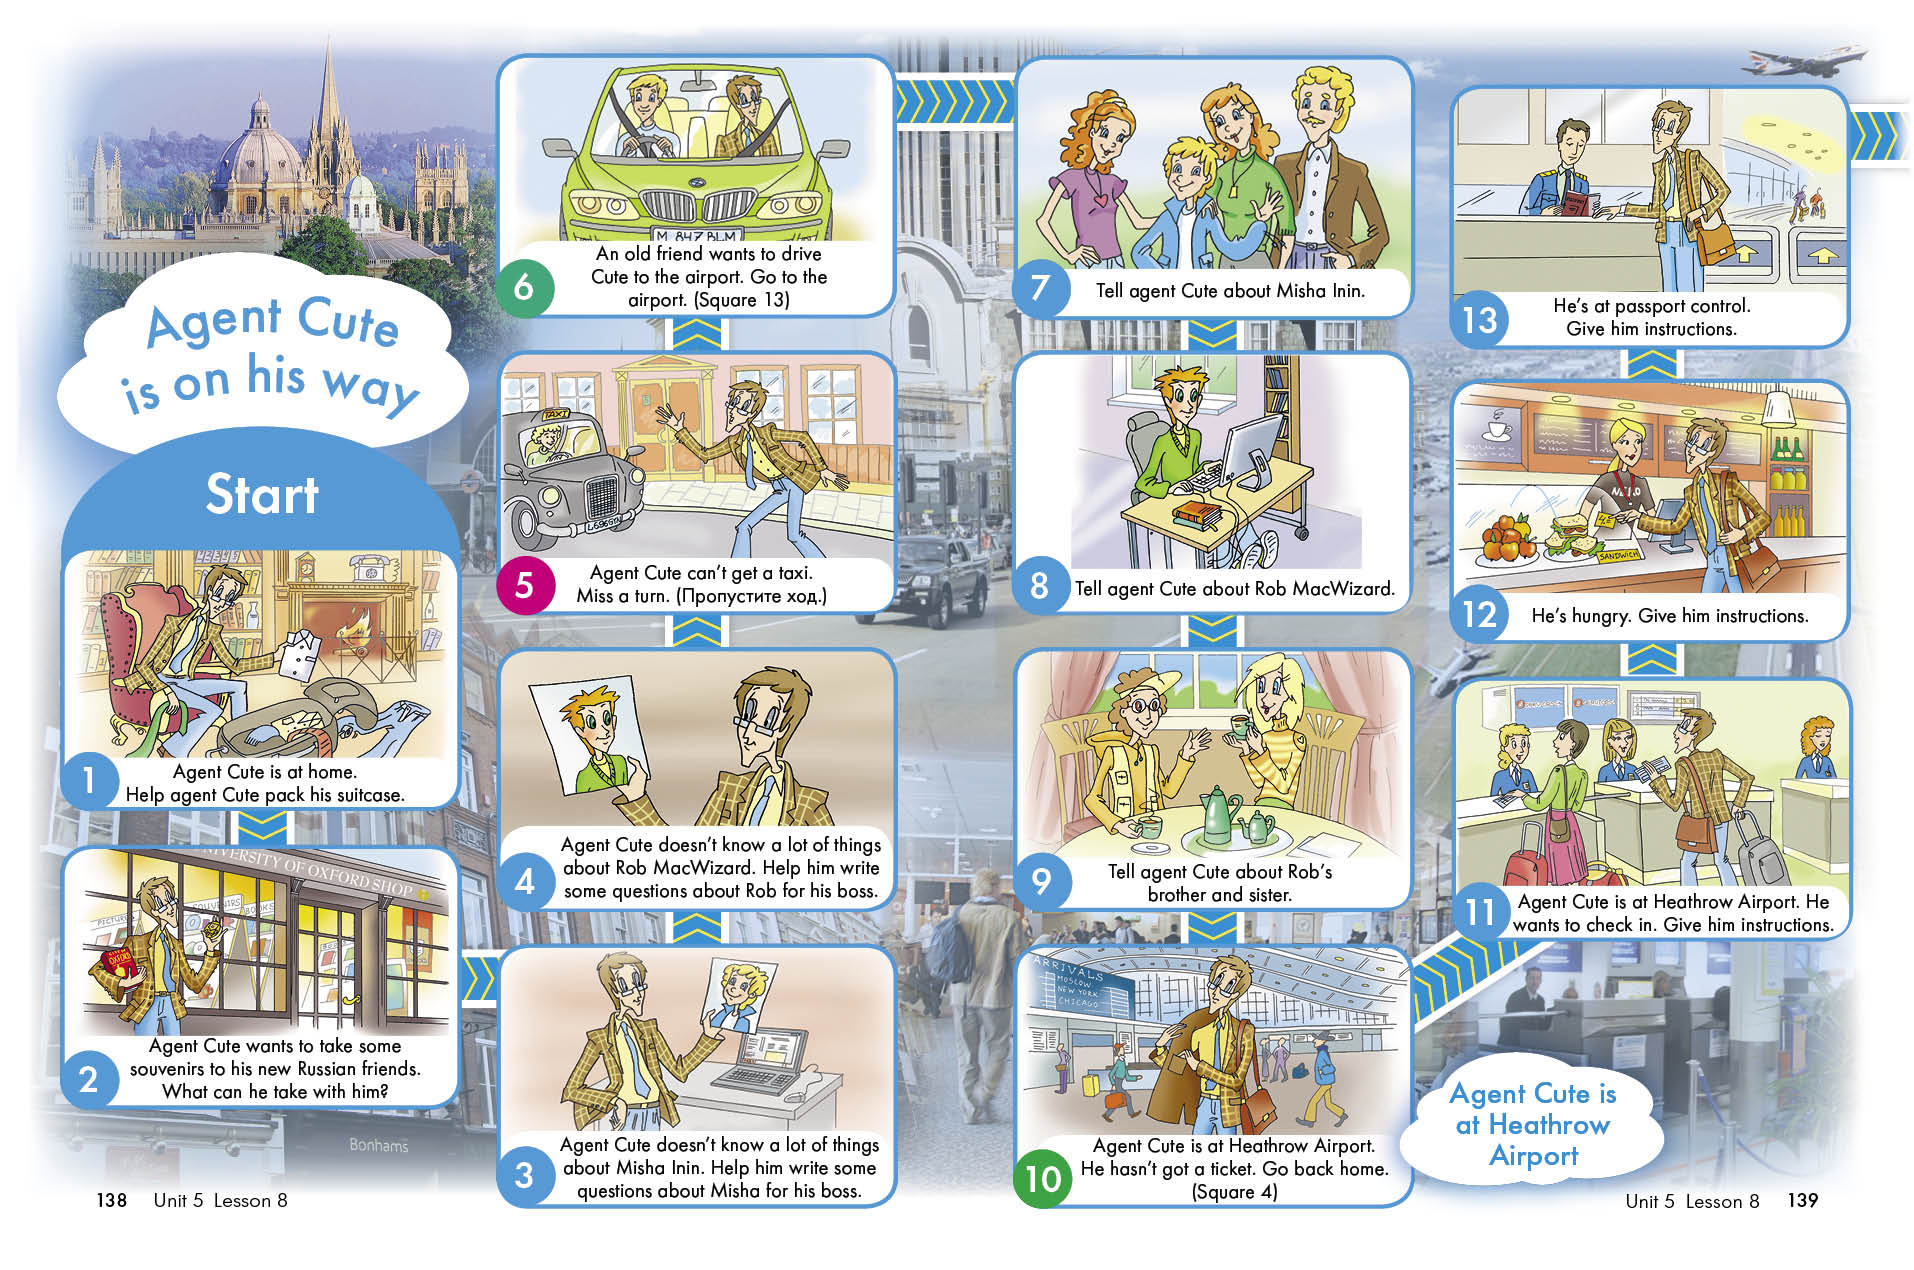 Agent Cute
is on his way
Start
1
Agent Cute is at home.
Help agent Cute pack his suitcase.
UNIVERSITY OF OXFORD SHOP
SOUVENIRS
BOOKS
OXFORD
2
Agent Cute wants to take some
souvenirs to his new Russian friends.
What can he take with him?
Bonhams
138 Unit 5 Lesson 8
M 847 BLM
6
An old friend wants to drive
Cute to the airport. Go to the
airport. (Square 13)
TAXI
5
Agent Cute can't get a taxi.
Miss a turn. (Пропустите ход.)
4
Agent Cute doesn't know a lot of things
about Rob MacWizard. Help him write
some questions about Rob for his boss.
3
Agent Cute doesn't know a lot of things
about Misha Inin. Help him write some
questions about Misha for his boss.
7
Tell agent Cute about Misha Inin.
8
Tell agent Cute about Rob MacWizard.
9
Tell agent Cute about Rob's
brother and sister.
ARRIVALS
MOSCOW
NEW YORK
CHICAGO
10
Agent Cute is at Heathrow Airport.
He hasn't got a ticket. Go back home.
(Square 4)
13
He's at passport control.
Give him instructions.
SANDWICH
12
He's hungry. Give him instructions.
11
Agent Cute is at Heathrow Airport. He
wants to check in. Give him instructions.
Agent Cute is
at Heathrow
Airport
Unit 5 Lesson 8 139